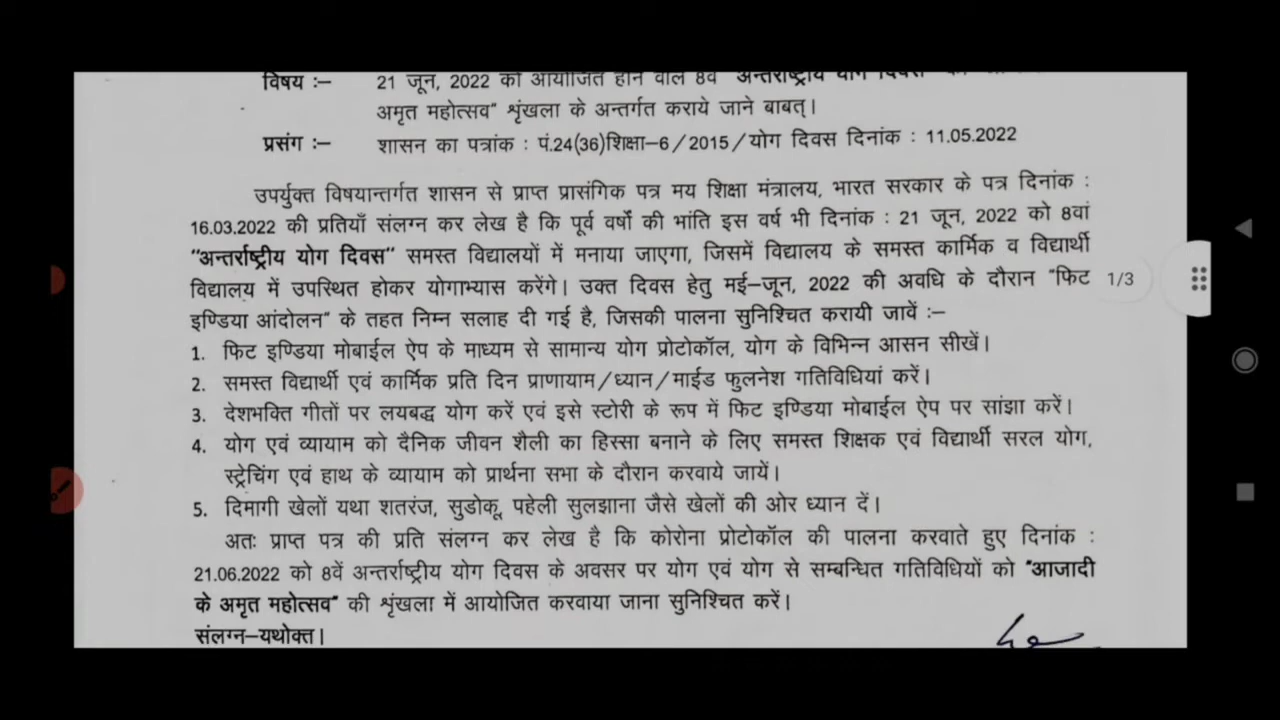 विषय :– 21 जून, 2022 को आयोजित होने वाले 8वें "अन्तर्राष्ट्रीय योग दिवस"
अमृत महोत्सव" शृंखला के अन्तर्गत कराये जाने बाबत्।
प्रसंग :– शासन का पत्रांक : पं.24(36)शिक्षा–6/2015/योग दिवस दिनांक : 11.05.2022
उपर्युक्त विषयान्तर्गत शासन से प्राप्त प्रासंगिक पत्र मय शिक्षा मंत्रालय, भारत सरकार के पत्र दिनांक :
16.03.2022 की प्रतियाँ संलग्न कर लेख है कि पूर्व वर्षों की भांति इस वर्ष भी दिनांक : 21 जून, 2022 को 8वां
"अन्तर्राष्ट्रीय योग दिवस" समस्त विद्यालयों में मनाया जाएगा, जिसमें विद्यालय के समस्त कार्मिक व विद्यार्थी
विद्यालय में उपस्थित होकर योगाभ्यास करेंगे। उक्त दिवस हेतु मई–जून, 2022 की अवधि के दौरान "फिट
इण्डिया आंदोलन" के तहत निम्न सलाह दी गई है, जिसकी पालना सुनिश्चित करायी जावें :–
1. फिट इण्डिया मोबाईल ऐप के माध्यम से सामान्य योग प्रोटोकॉल, योग के विभिन्न आसन सीखें।
2. समस्त विद्यार्थी एवं कार्मिक प्रति दिन प्राणायाम/ध्यान/माईड फुलनेश गतिविधियां करें।
3. देशभक्ति गीतों पर लयबद्ध योग करें एवं इसे स्टोरी के रूप में फिट इण्डिया मोबाईल ऐप पर सांझा करें।
4. योग एवं व्यायाम को दैनिक जीवन शैली का हिस्सा बनाने के लिए समस्त शिक्षक एवं विद्यार्थी सरल योग,
स्ट्रेचिंग एवं हाथ के व्यायाम को प्रार्थना सभा के दौरान करवाये जायें।
5. दिमागी खेलों यथा शतरंज, सुडोकू, पहेली सुलझाना जैसे खेलों की ओर ध्यान दें।
अतः प्राप्त पत्र की प्रति संलग्न कर लेख है कि कोरोना प्रोटोकॉल की पालना करवाते हुए दिनांक :
21.06.2022 को 8वें अन्तर्राष्ट्रीय योग दिवस के अवसर पर योग एवं योग से सम्बन्धित गतिविधियों को "आजादी
के अमृत महोत्सव" की शृंखला में आयोजित करवाया जाना सुनिश्चित करें।
संलग्न–यथोक्त।
1/3